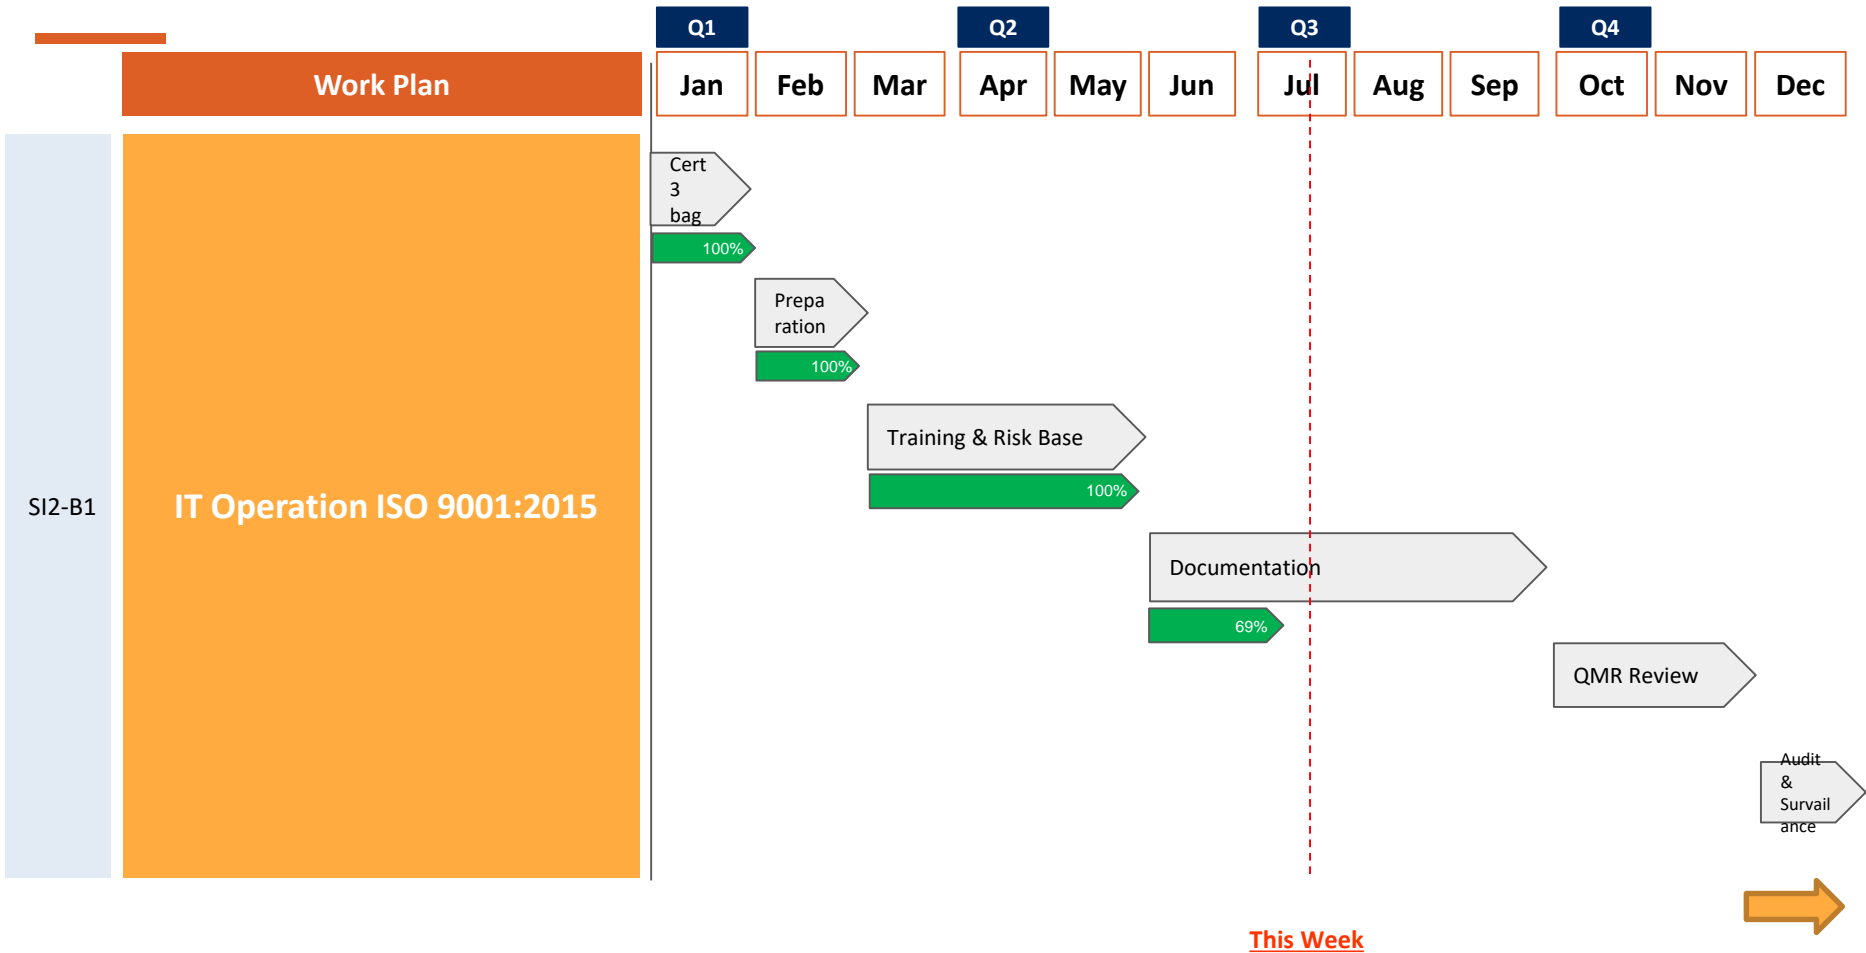 Q1 Q2 Q3 Q4
Work Plan Jan Feb Mar Apr May Jun Jul Aug Sep Oct Nov Dec
Cert
3
bag
100%
Prepa
ration
100%
Training & Risk Base
100%
SI2-B1
IT Operation ISO 9001:2015
Documentation
69%
QMR Review
Audit
&
Survail
ance
This Week